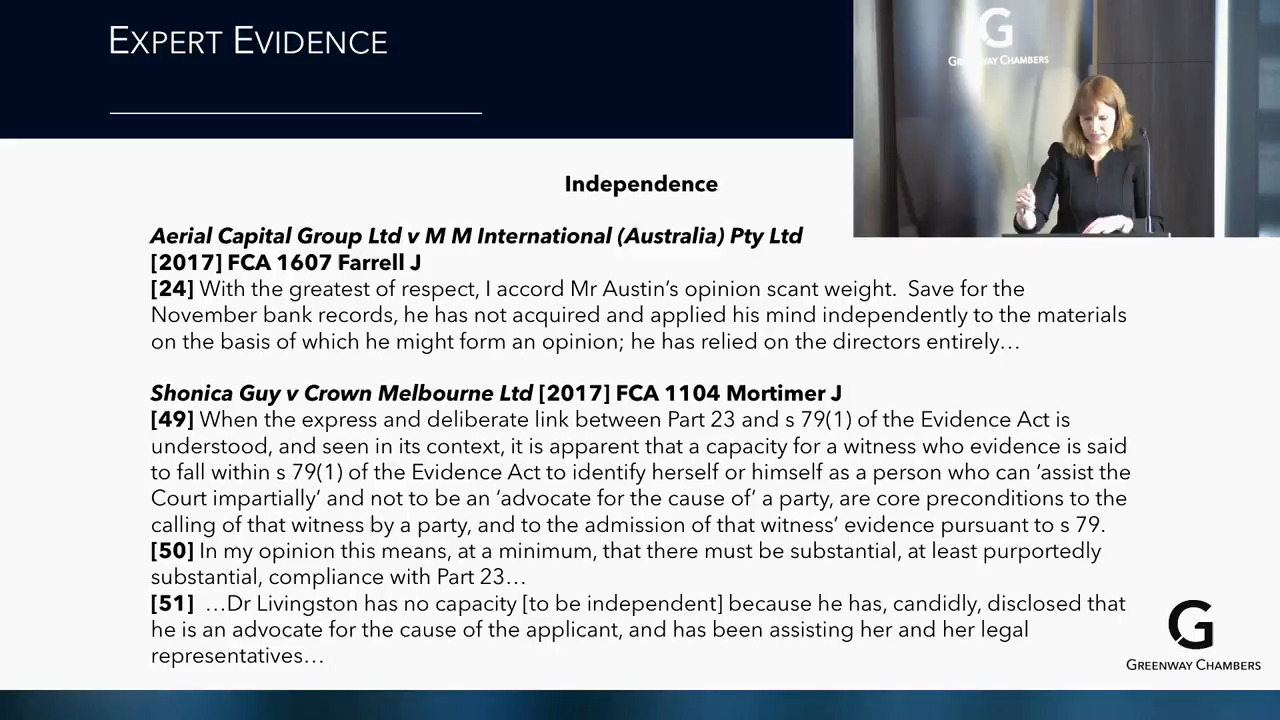 EXPERT EVIDENCE
G
GREENWAY CHAMBERS
Independence
Aerial Capital Group Ltd v M M International (Australia) Pty Ltd
[2017] FCA 1607 Farrell J
[24] With the greatest of respect, I accord Mr Austin’s opinion scant weight.  Save for the
November bank records, he has not acquired and applied his mind independently to the materials
on the basis of which he might form an opinion; he has relied on the directors entirely…
Shonica Guy v Crown Melbourne Ltd [2017] FCA 1104 Mortimer J
[49] When the express and deliberate link between Part 23 and s 79(1) of the Evidence Act is
understood, and seen in its context, it is apparent that a capacity for a witness who evidence is said
to fall within s 79(1) of the Evidence Act to identify herself or himself as a person who can ‘assist the
Court impartially’ and not to be an ‘advocate for the cause of’ a party, are core preconditions to the
calling of that witness by a party, and to the admission of that witness’ evidence pursuant to s 79.
[50] In my opinion this means, at a minimum, that there must be substantial, at least purportedly
substantial, compliance with Part 23…
[51]  …Dr Livingston has no capacity [to be independent] because he has, candidly, disclosed that
he is an advocate for the cause of the applicant, and has been assisting her and her legal
representatives…
G
GREENWAY CHAMBERS